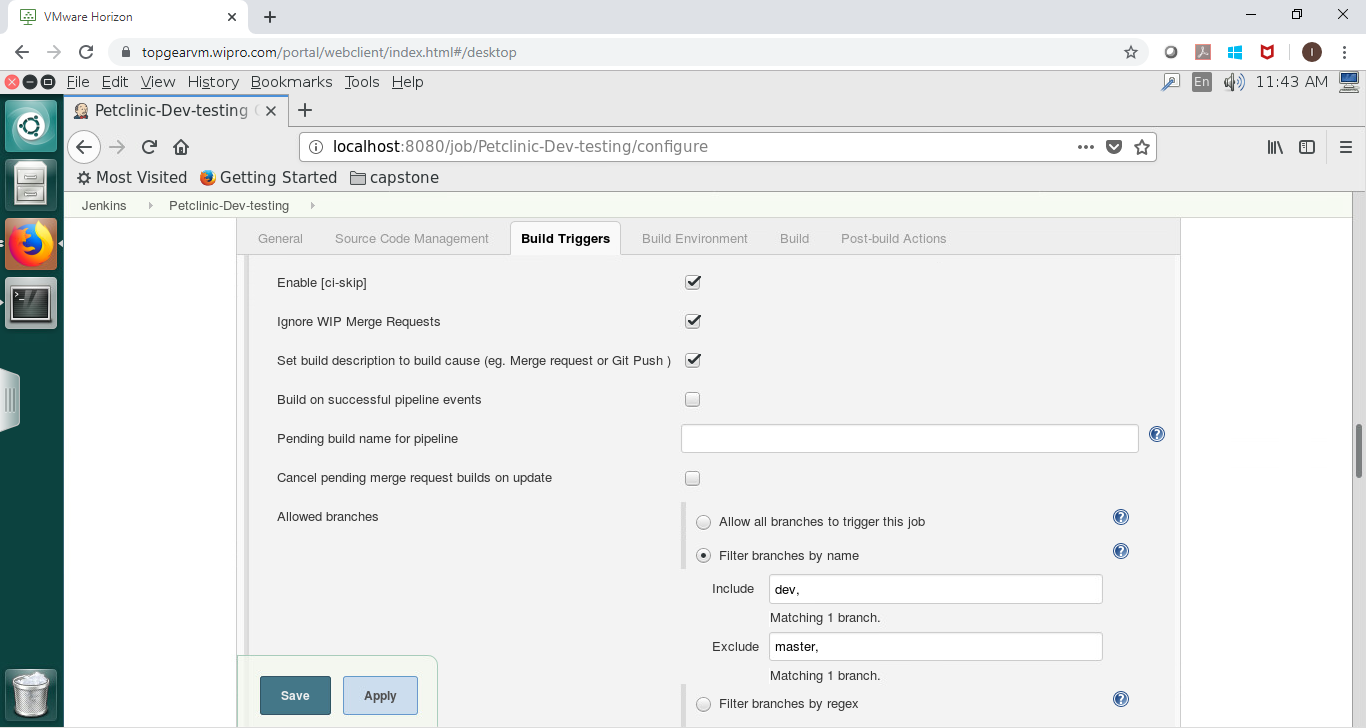 VMware Horizon
topgearvm.wipro.com/portal/webclient/index.html#/desktop
I
File Edit View History Bookmarks Tools Help
En
11:43 AM
Petclinic-Dev-testing
localhost:8080/job/Petclinic-Dev-testing/configure
Most Visited Getting Started capstone
Jenkins Petclinic-Dev-testing
General Source Code Management Build Triggers Build Environment Build Post-build Actions
Enable [ci-skip]
Ignore WIP Merge Requests
Set build description to build cause (eg. Merge request or Git Push )
Build on successful pipeline events
Pending build name for pipeline
Cancel pending merge request builds on update
Allowed branches
Allow all branches to trigger this job
Filter branches by name
Include dev,
Matching 1 branch.
Exclude master,
Matching 1 branch.
Save Apply
Filter branches by regex